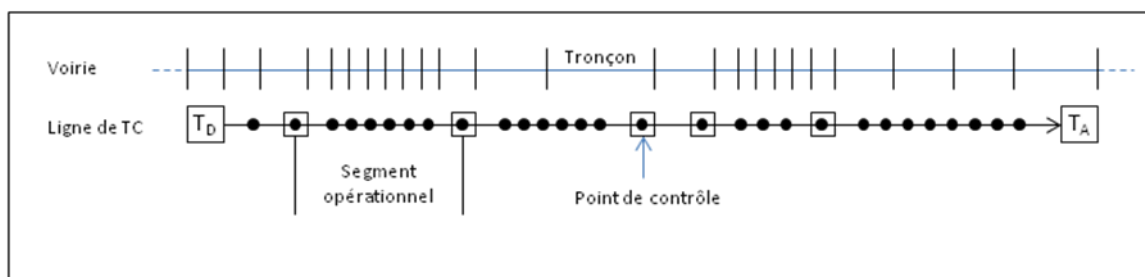 Voirie
Tronçon
Ligne de TC
T_D
T_A
Segment
opérationnel
Point de contrôle